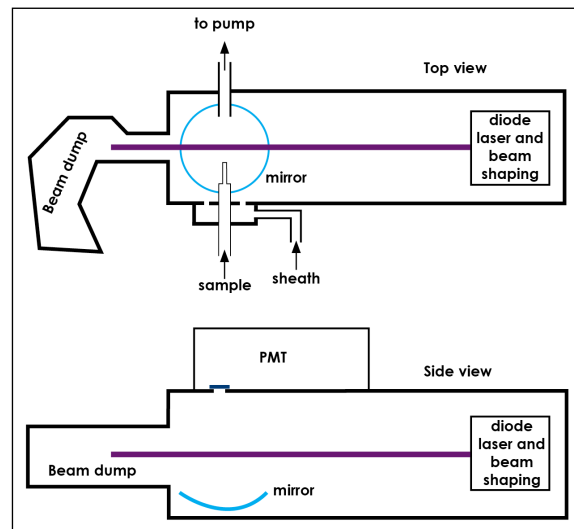 to pump
Top view
diode
laser and
beam
shaping
Beam dump
mirror
sample
sheath
PMT
Side view
diode
laser and
beam
shaping
Beam dump
mirror